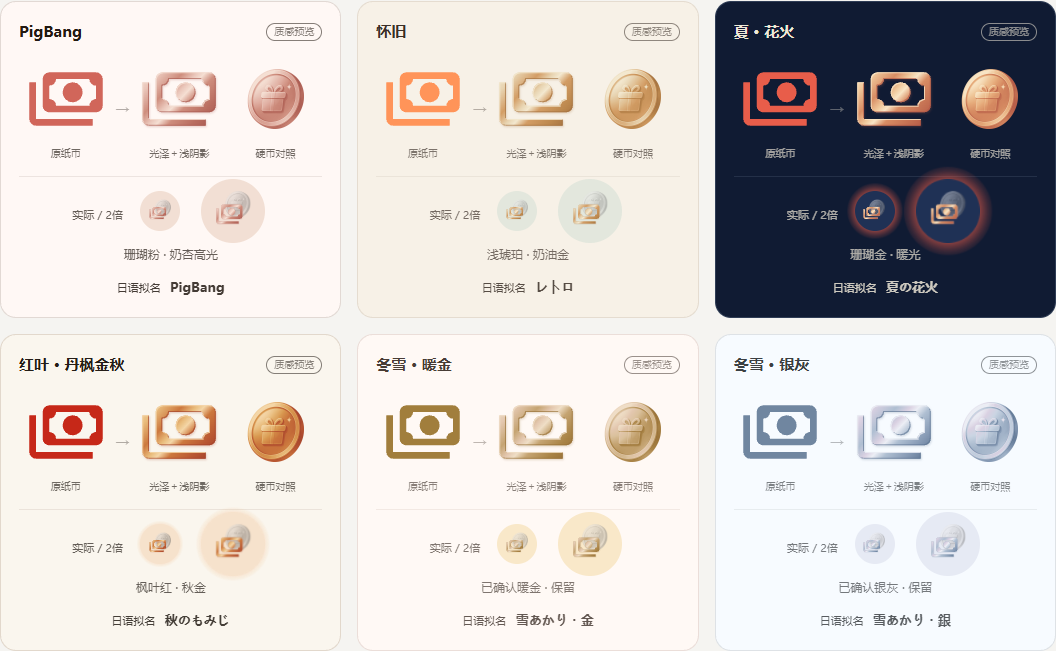 PigBang
质感预览
→
原纸币
光泽+浅阴影
硬币对照
实际 / 2倍
珊瑚粉 · 奶杏高光
日语拟名 PigBang
怀旧
质感预览
→
原纸币
光泽+浅阴影
硬币对照
实际 / 2倍
浅琥珀 · 奶油金
日语拟名 レトロ
夏・花火
质感预览
→
原纸币
光泽+浅阴影
硬币对照
实际 / 2倍
珊瑚金 · 暖光
日语拟名 夏の花火
红叶・丹枫金秋
质感预览
→
原纸币
光泽+浅阴影
硬币对照
实际 / 2倍
枫叶红 · 秋金
日语拟名 秋のもみじ
冬雪・暖金
质感预览
→
原纸币
光泽+浅阴影
硬币对照
实际 / 2倍
已确认暖金 · 保留
日语拟名 雪あかり・金
冬雪・银灰
质感预览
→
原纸币
光泽+浅阴影
硬币对照
实际 / 2倍
已确认银灰 · 保留
日语拟名 雪あかり・銀